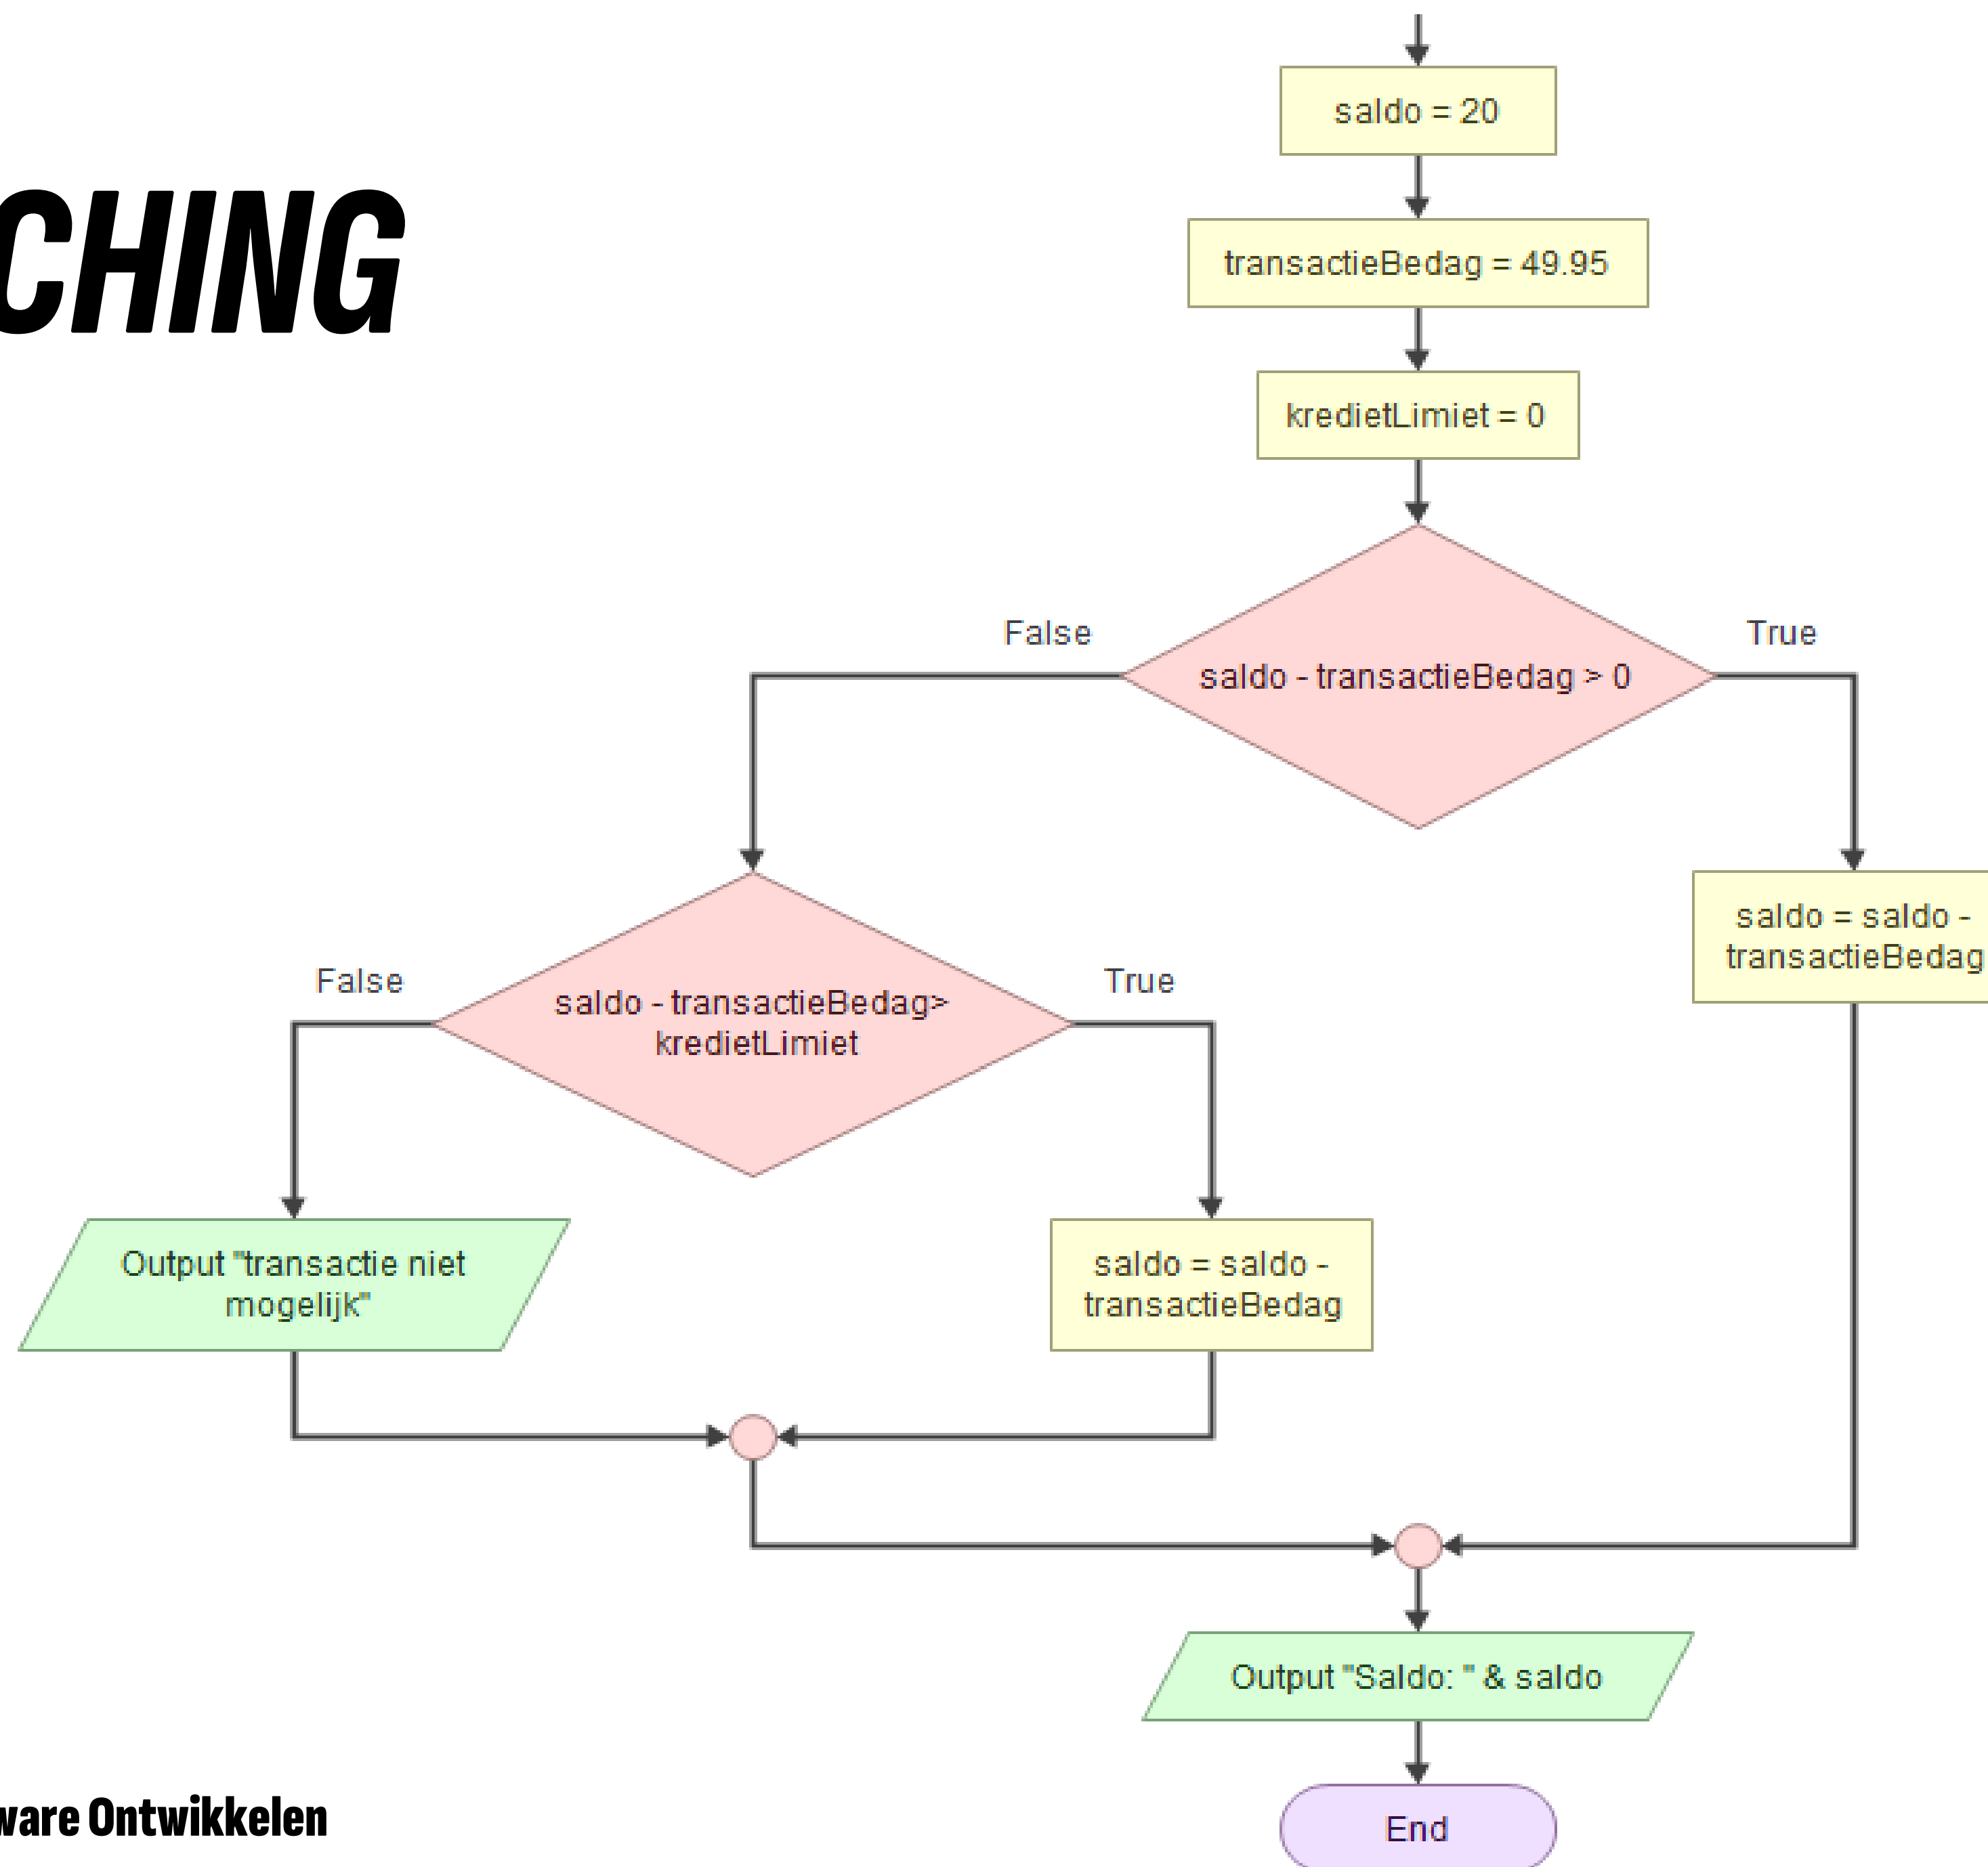 CHING
saldo = 20
transactieBedag = 49.95
kredietLimiet = 0
False
True
saldo - transactieBedag > 0
saldo = saldo -
transactieBedag
False
True
saldo - transactieBedag>
kredietLimiet
Output "transactie niet
mogelijk"
saldo = saldo -
transactieBedag
Output "Saldo: " & saldo
End
ware Ontwikkelen